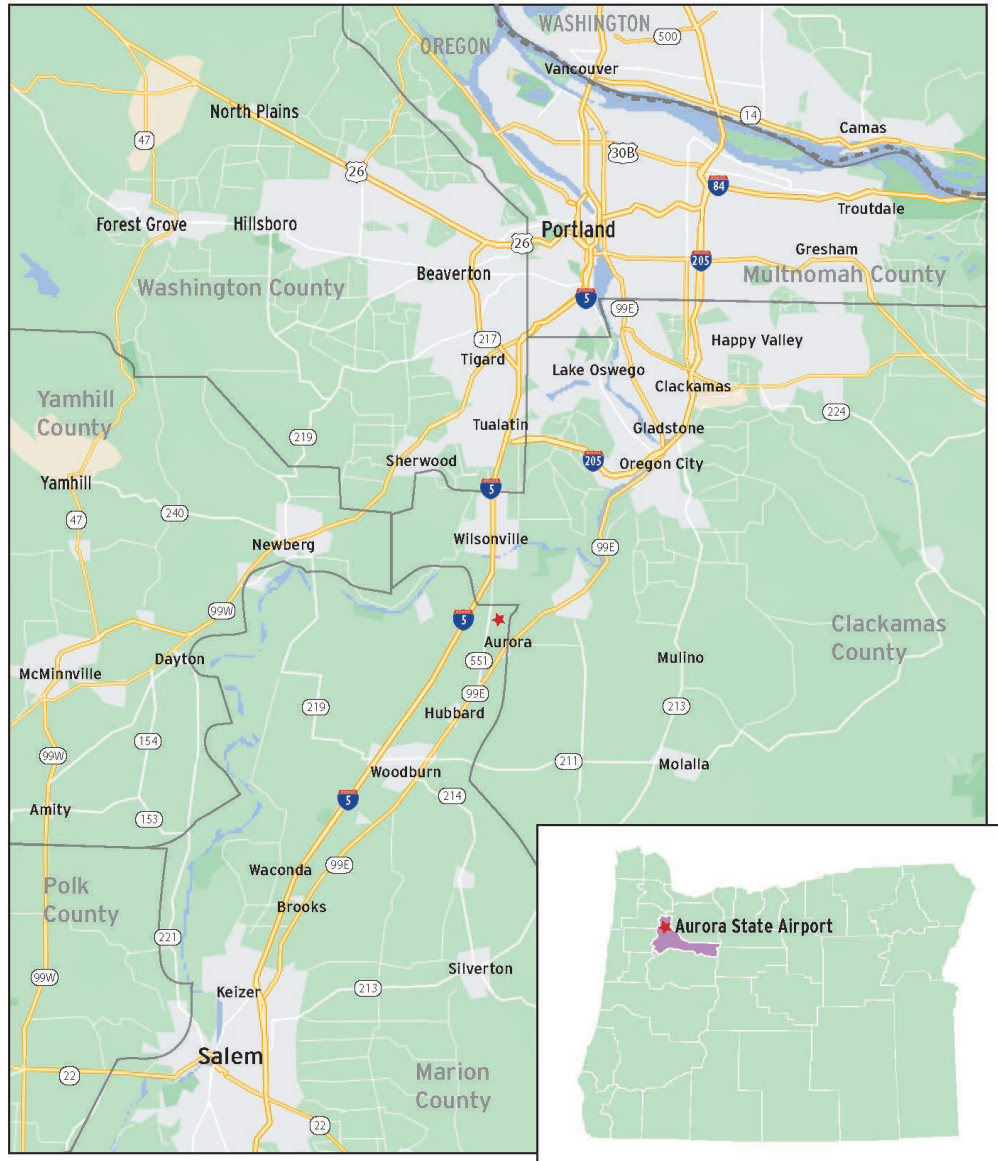 WASHINGTON
OREGON
500
Vancouver
14
Camas
North Plains
47
30B
26
84
Troutdale
Forest Grove
Hillsboro
Portland
26
Gresham
205
Beaverton
Multnomah County
Washington County
5
99E
217
Happy Valley
Tigard
Lake Oswego
Clackamas
Yamhill
County
224
Tualatin
Gladstone
219
Sherwood
205
Oregon City
Yamhill
5
47
240
Newberg
Wilsonville
99E
99W
5
Clackamas
County
Aurora
Dayton
551
Mulino
McMinnville
99E
219
Hubbard
213
154
99W
Woodburn
211
Molalla
5
214
Amity
153
Waconda
99E
Polk
County
Brooks
Aurora State Airport
221
99W
Silverton
Keizer
213
Salem
22
Marion
County
22